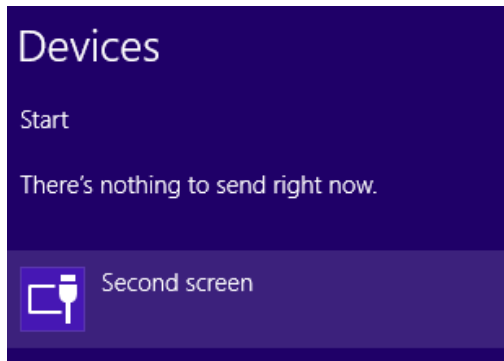 Devices
Start
There's nothing to send right now.
Second screen